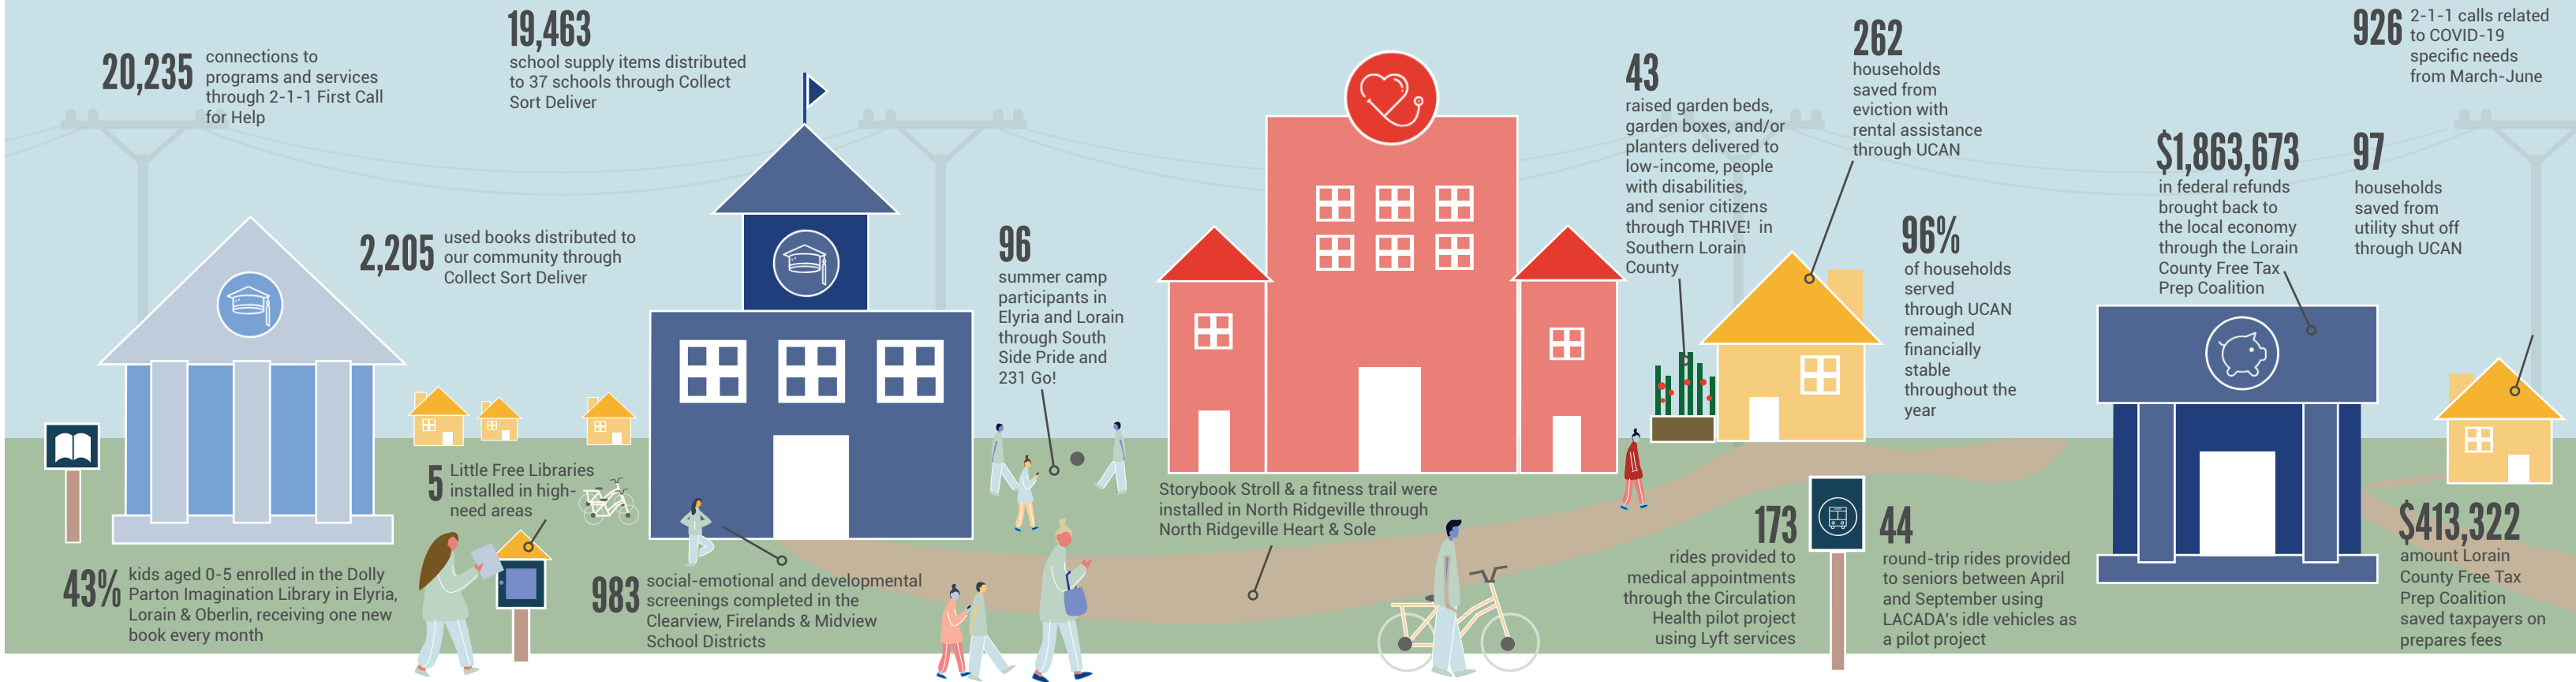 20,235
connections to
programs and services
through 2-1-1 First Call
for Help
19,463
school supply items distributed
to 37 schools through Collect
Sort Deliver
2,205
used books distributed to
our community through
Collect Sort Deliver
5
Little Free Libraries
installed in high-
need areas
43%
kids aged 0-5 enrolled in the Dolly
Parton Imagination Library in Elyria,
Lorain & Oberlin, receiving one new
book every month
983
social-emotional and developmental
screenings completed in the
Clearview, Firelands & Midview
School Districts
96
summer camp
participants in
Elyria and Lorain
through South
Side Pride and
231 Go!
Storybook Stroll & a fitness trail were
installed in North Ridgeville through
North Ridgeville Heart & Sole
43
raised garden beds,
garden boxes, and/or
planters delivered to
low-income, people
with disabilities,
and senior citizens
through THRIVE! in
Southern Lorain
County
262
households
saved from
eviction with
rental assistance
through UCAN
96%
of households
served
through UCAN
remained
financially
stable
throughout the
year
173
rides provided to
medical appointments
through the Circulation
Health pilot project
using Lyft services
44
round-trip rides provided
to seniors between April
and September using
LACADA's idle vehicles as
a pilot project
$1,863,673
in federal refunds
brought back to
the local economy
through the Lorain
County Free Tax
Prep Coalition
926
2-1-1 calls related
to COVID-19
specific needs
from March-June
97
households
saved from
utility shut off
through UCAN
$413,322
amount Lorain
County Free Tax
Prep Coalition
saved taxpayers on
prepares fees